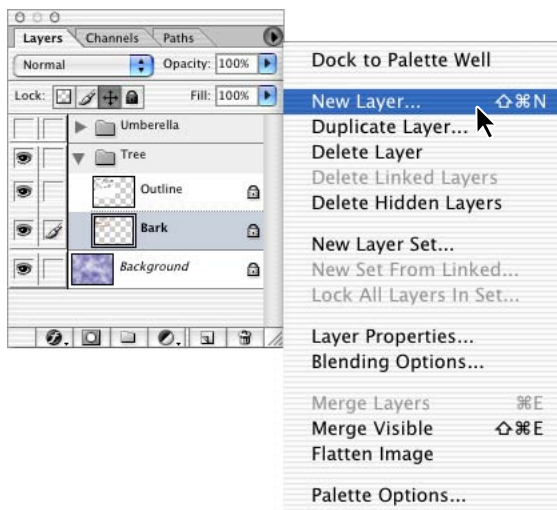 Layers Channels Paths
Normal Opacity: 100%
Lock: Fill: 100%
Umberella
Tree
Outline
Bark
Background
Dock to Palette Well
New Layer... ⇧⌘N
Duplicate Layer...
Delete Layer
Delete Linked Layers
Delete Hidden Layers
New Layer Set...
New Set From Linked...
Lock All Layers In Set...
Layer Properties...
Blending Options...
Merge Layers ⌘E
Merge Visible ⇧⌘E
Flatten Image
Palette Options...